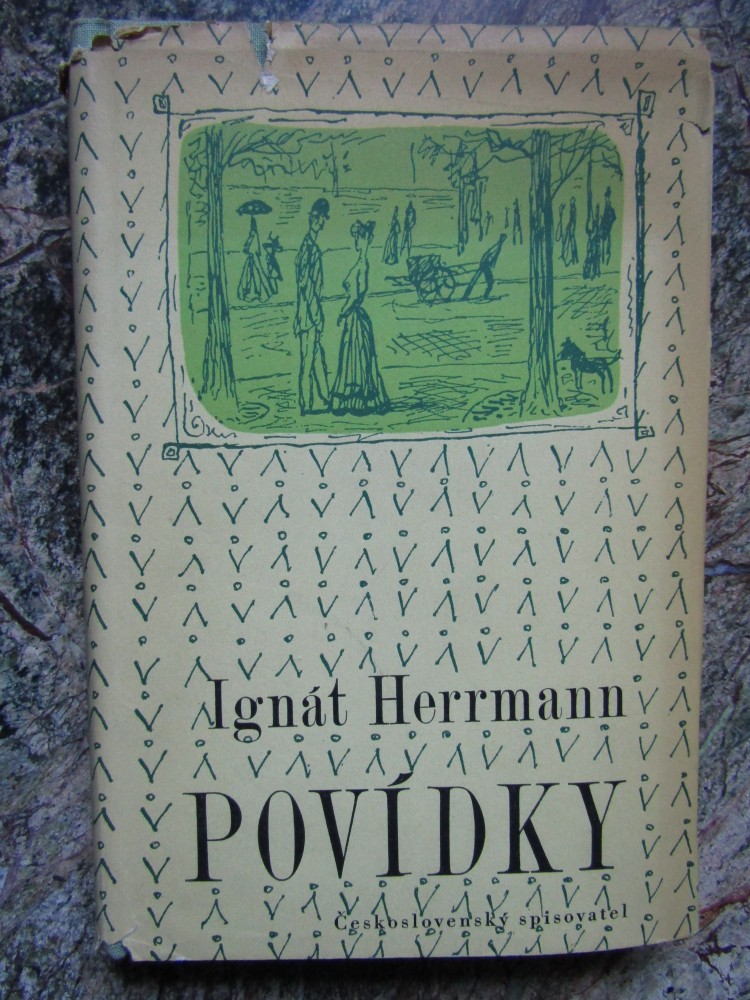 Ignát Herrmann
POVÍDKY
Československý spisovatel